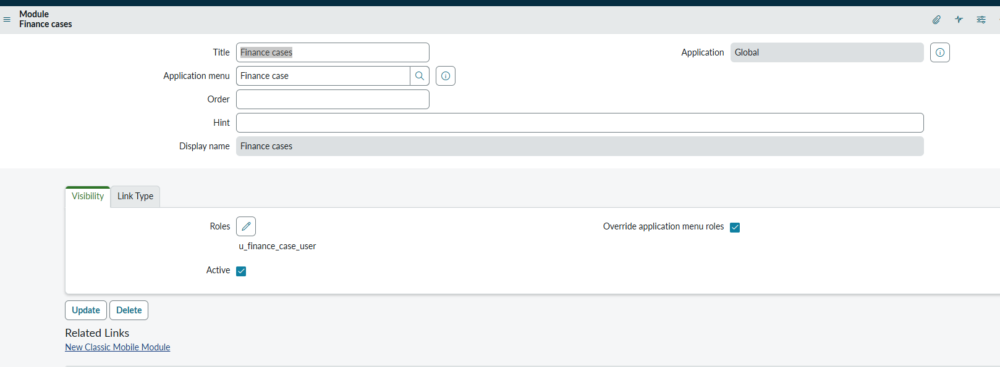 Module
Finance cases
Title Finance cases Application Global
Application menu Finance case
Order
Hint
Display name Finance cases
Visibility Link Type
Roles Override application menu roles
u_finance_case_user
Active
Update Delete
Related Links
New Classic Mobile Module